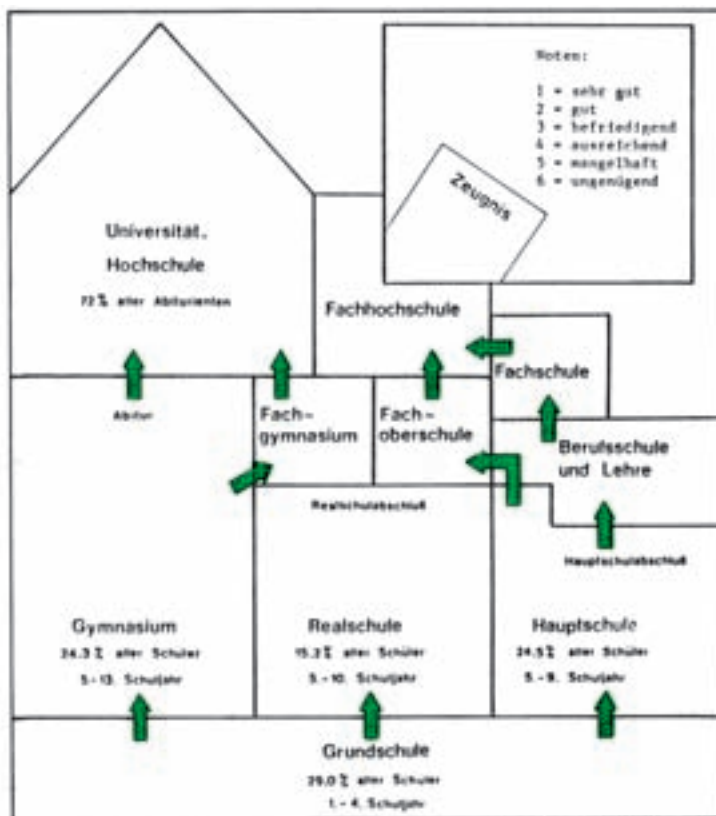 Noten:
1 = sehr gut
2 = gut
3 = befriedigend
4 = ausreichend
5 = mangelhaft
6 = ungenügend
Zeugnis
Universität,
Hochschule
72% aller Abiturienten
Fachhochschule
Fachschule
Abitur
Fach-
gymnasium
Fach-
oberschule
Berufsschule
und Lehre
Realschulabschluß
Hauptschulabschluß
Gymnasium
24.3% aller Schüler
5.-13. Schuljahr
Realschule
15.2% aller Schüler
5.-10. Schuljahr
Hauptschule
24.5% aller Schüler
5.-9. Schuljahr
Grundschule
29.0% aller Schüler
1.-4. Schuljahr